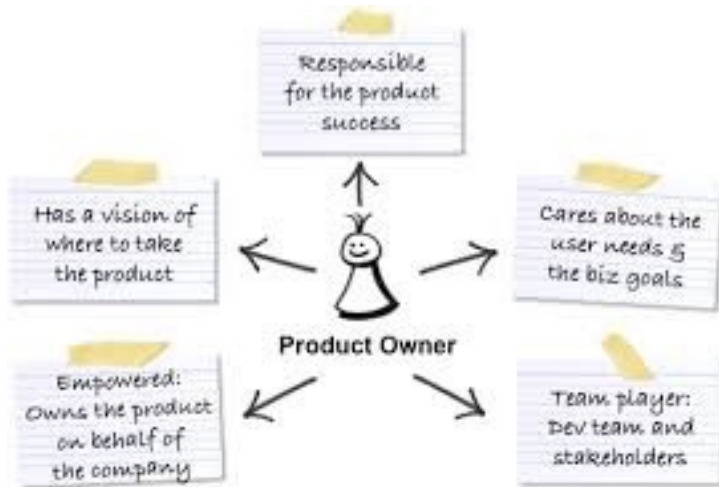 Responsible
for the product
success
Has a vision of
where to take
the product
Cares about the
user needs &
the biz goals
Product Owner
Empowered:
Owns the product
on behalf of
the company
Team player:
Dev team and
stakeholders